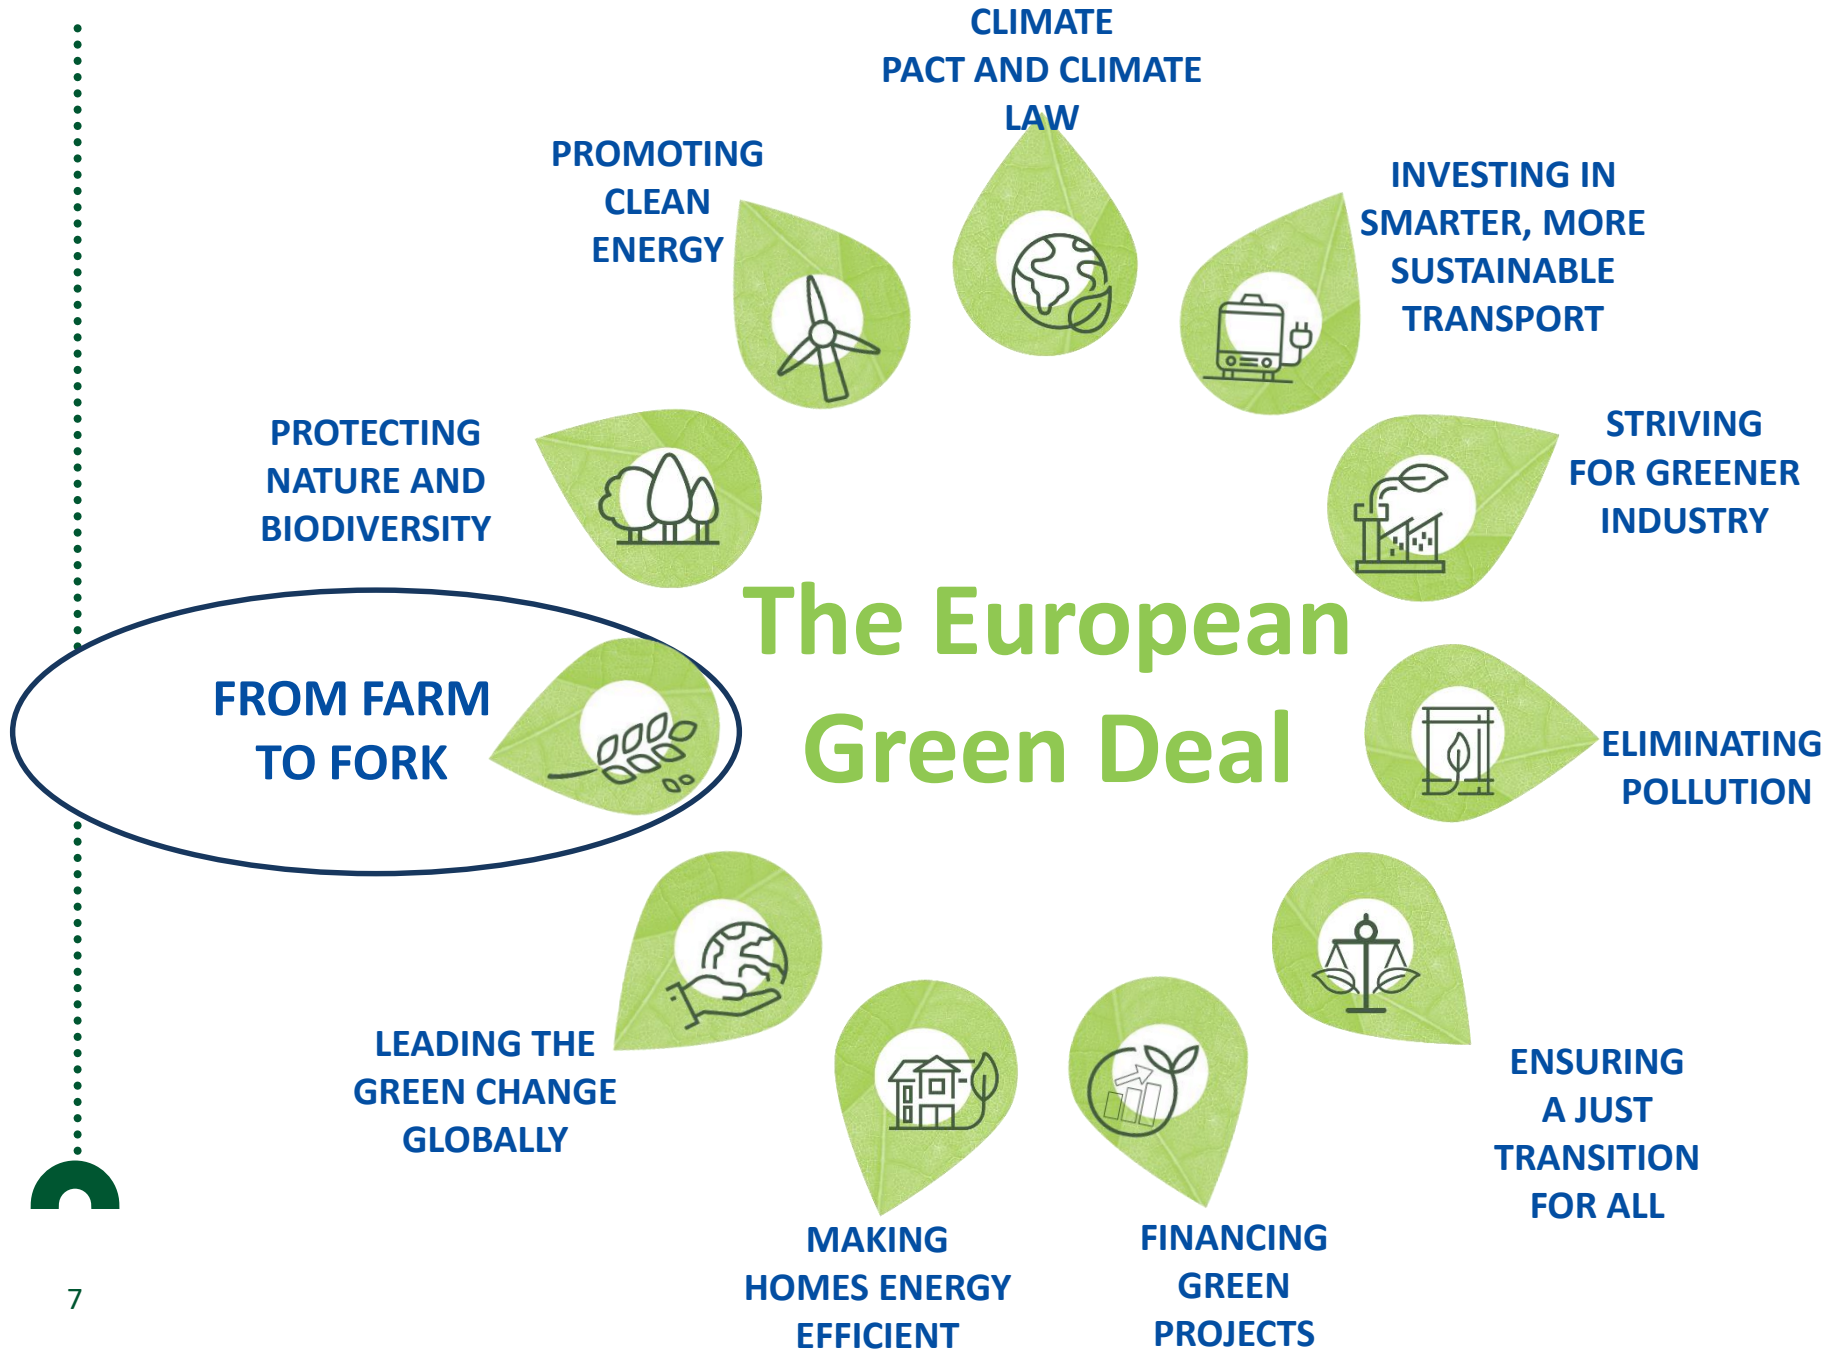 CLIMATE
PACT AND CLIMATE
LAW
PROMOTING
CLEAN
ENERGY
INVESTING IN
SMARTER, MORE
SUSTAINABLE
TRANSPORT
PROTECTING
NATURE AND
BIODIVERSITY
STRIVING
FOR GREENER
INDUSTRY
The European
Green Deal
FROM FARM
TO FORK
ELIMINATING
POLLUTION
LEADING THE
GREEN CHANGE
GLOBALLY
ENSURING
A JUST
TRANSITION
FOR ALL
MAKING
HOMES ENERGY
EFFICIENT
FINANCING
GREEN
PROJECTS
7